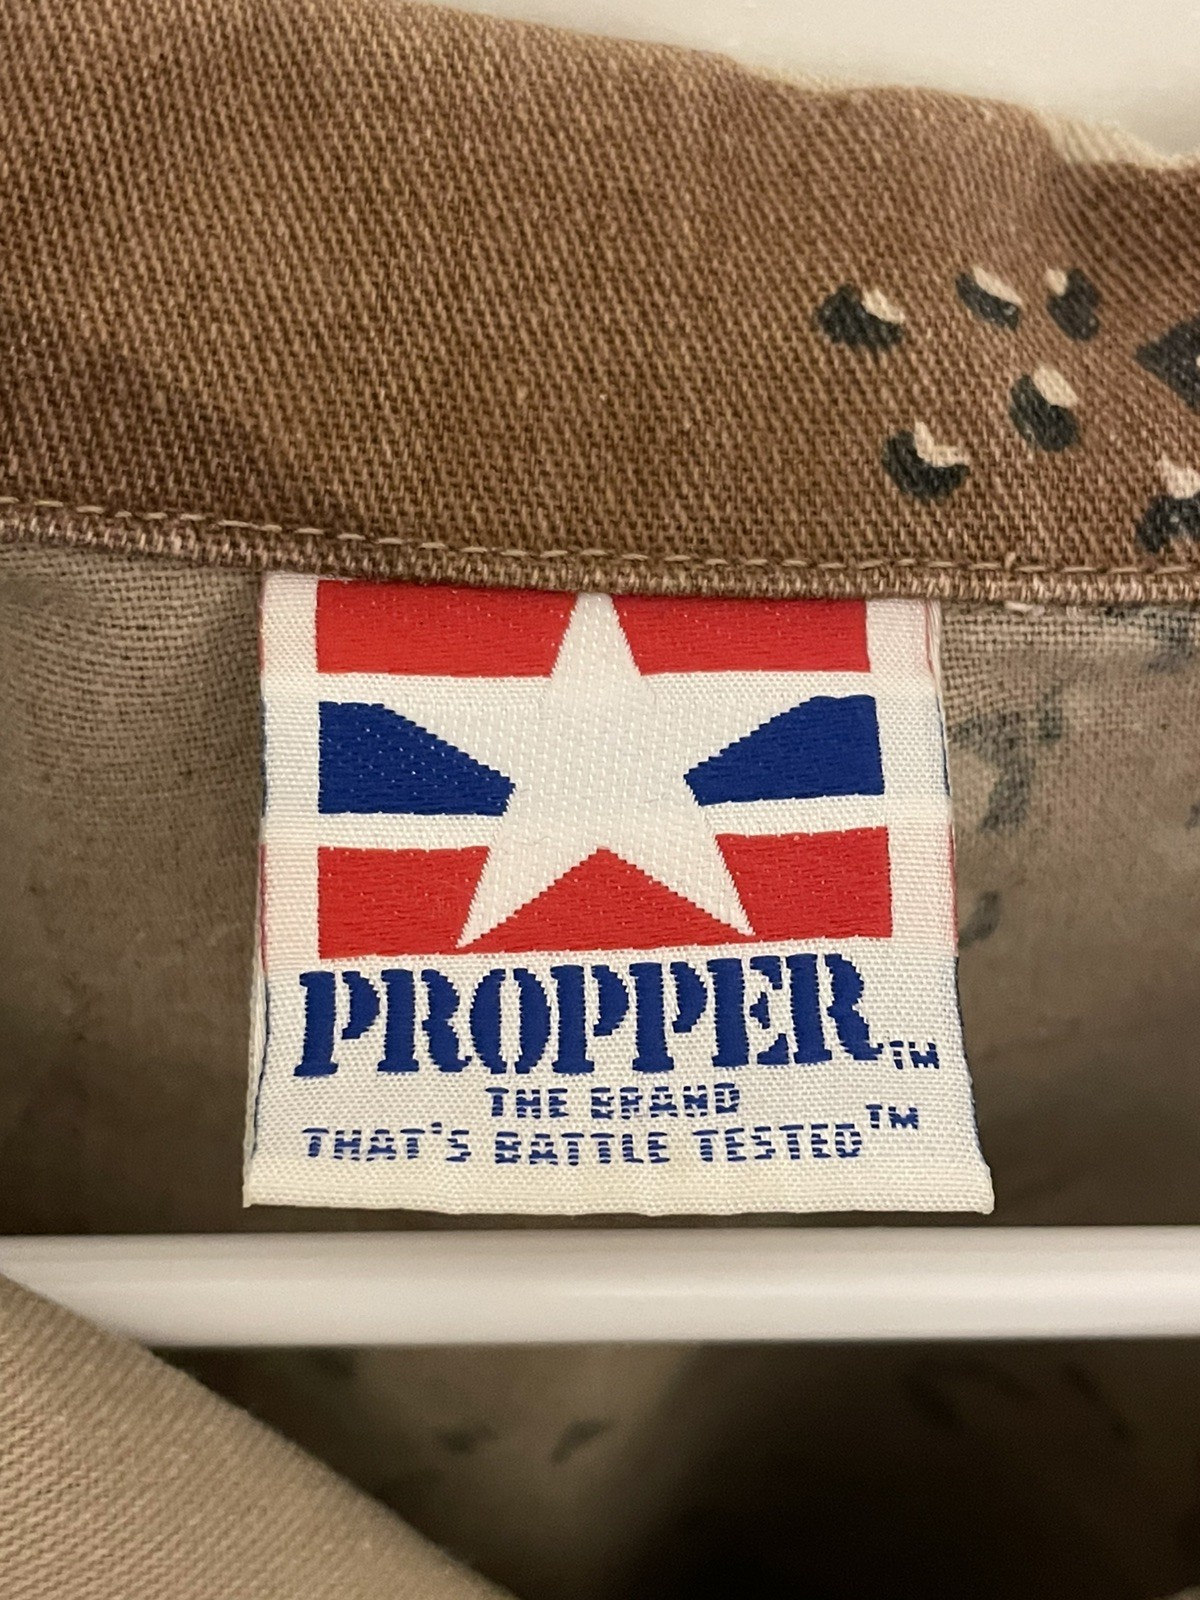 PROPPER™
THE BRAND
THAT'S BATTLE TESTED™